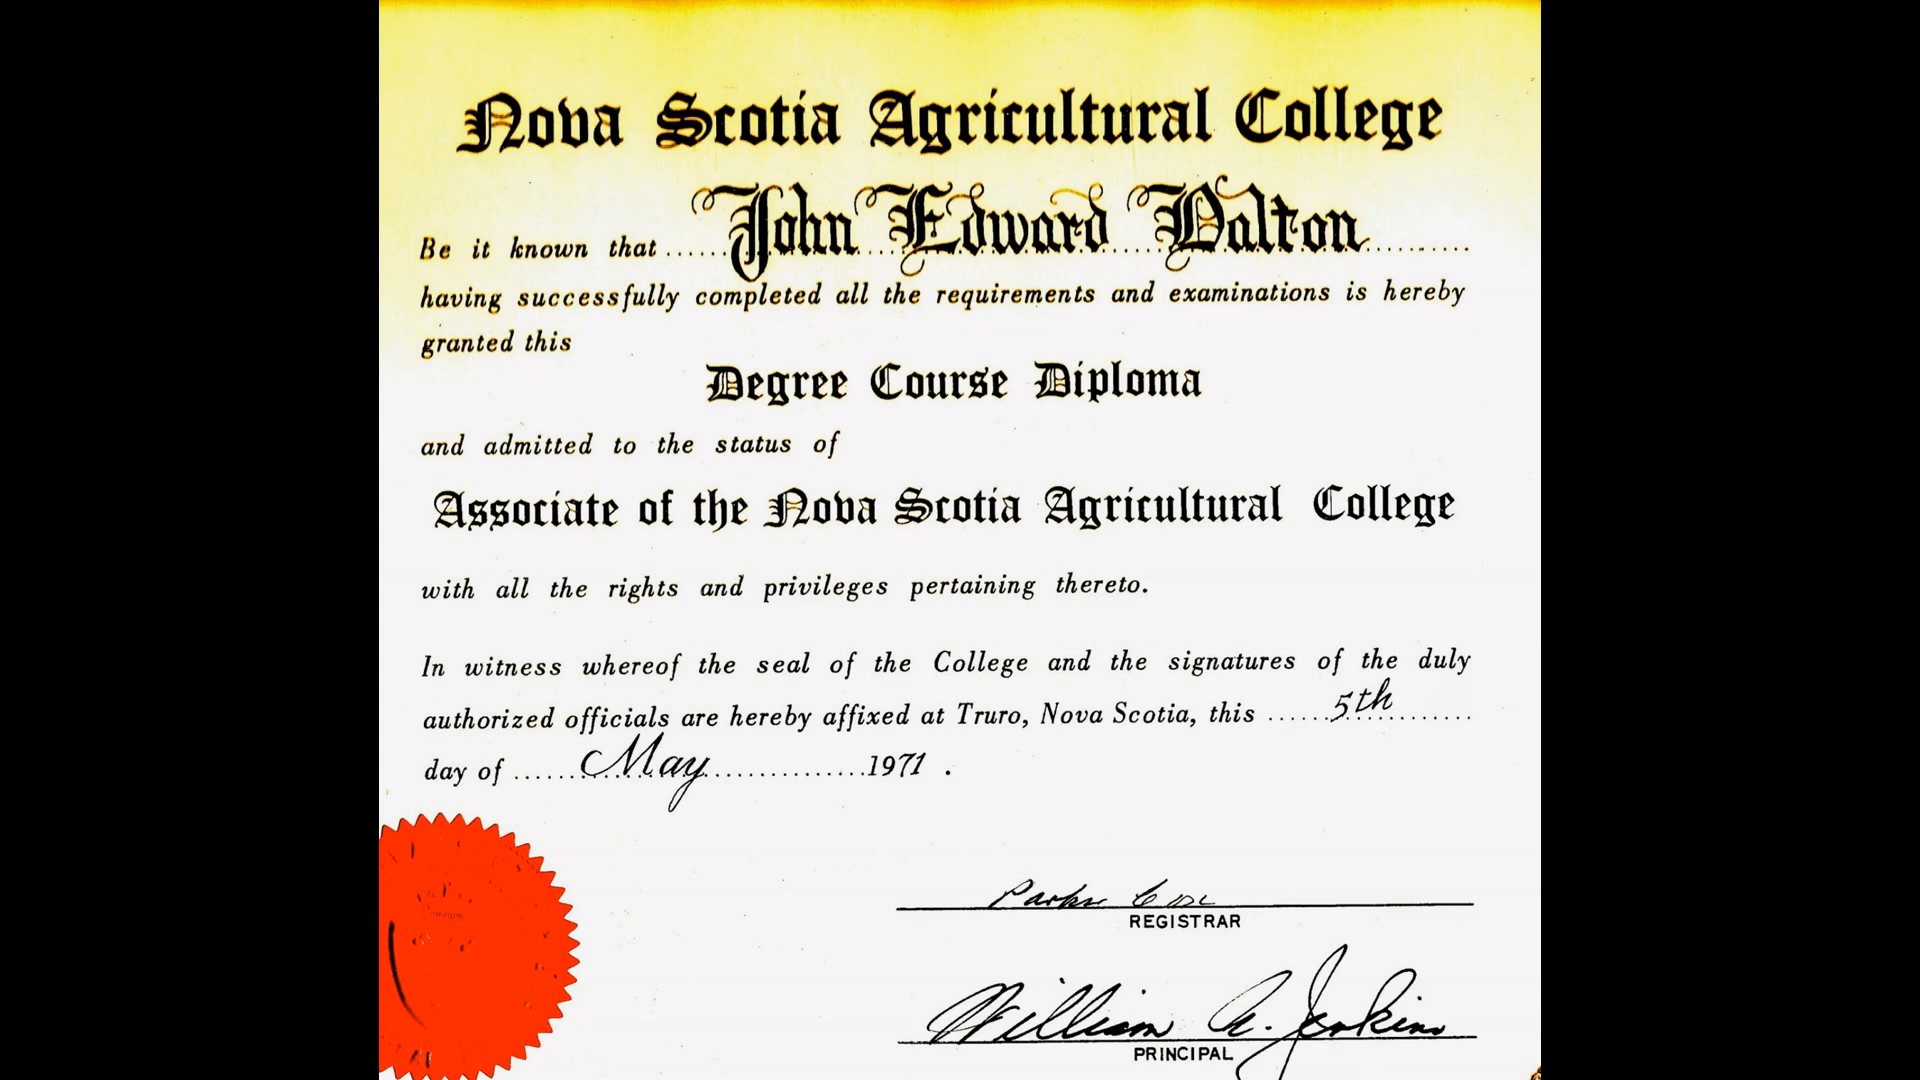 Nova Scotia Agricultural College
Be it known that ...... John Edward Dalton ..........
having successfully completed all the requirements and examinations is hereby
granted this
Degree Course Diploma
and admitted to the status of
Associate of the Nova Scotia Agricultural College
with all the rights and privileges pertaining thereto.
In witness whereof the seal of the College and the signatures of the duly
authorized officials are hereby affixed at Truro, Nova Scotia, this ...... 5th ..........
day of ...... May ............... 1971 .
Parker Cox
REGISTRAR
William A. Jenkins
PRINCIPAL